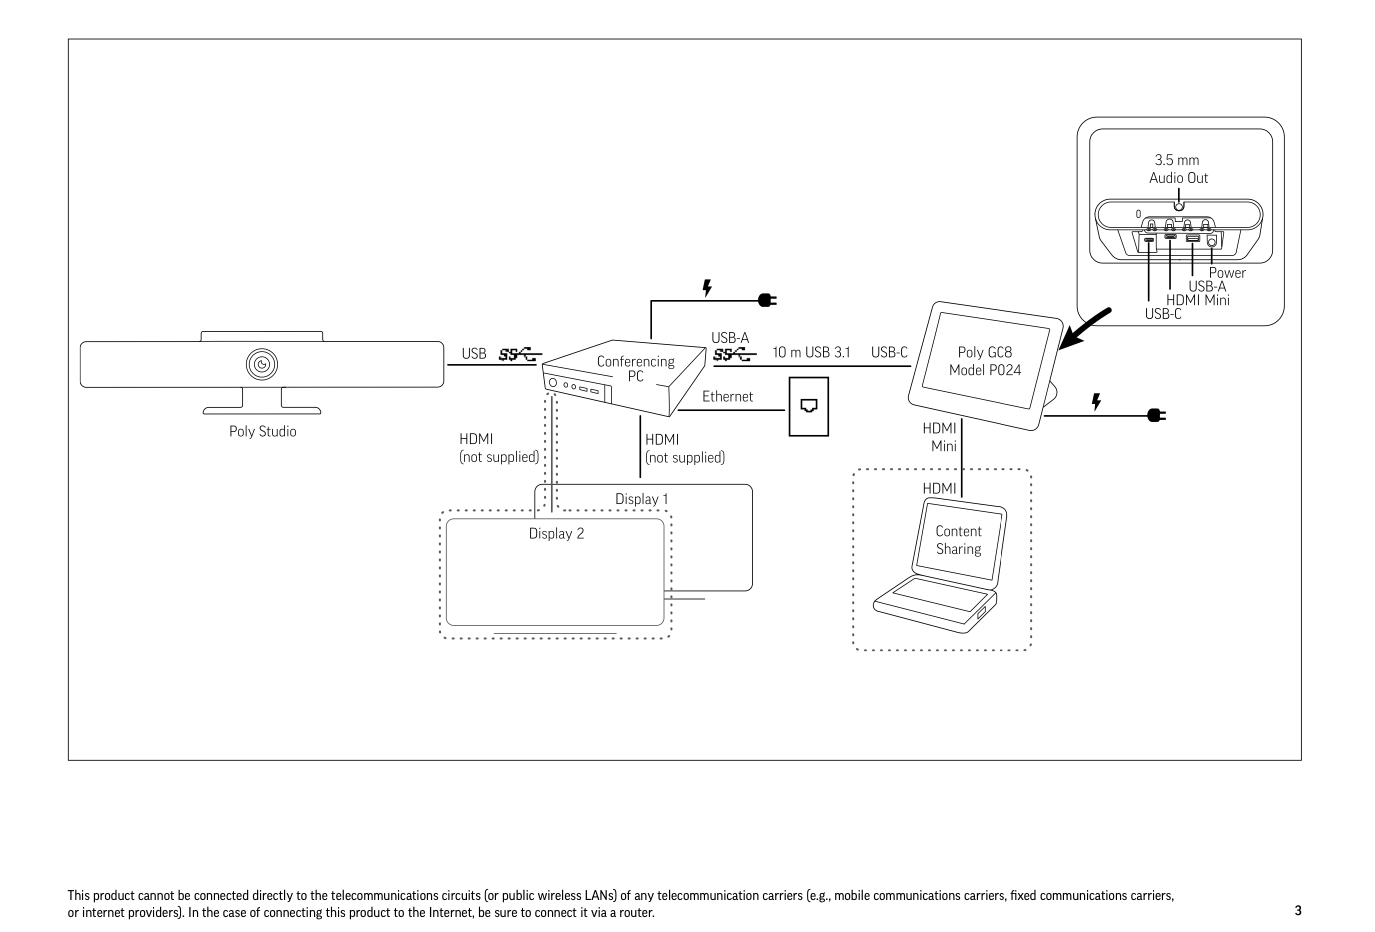 3.5 mm
Audio Out
Power
USB-A
HDMI Mini
USB-C
USB-A
USB
10 m USB 3.1
USB-C
Conferencing
PC
Poly GC8
Model P024
Ethernet
Poly Studio
HDMI
(not supplied)
HDMI
(not supplied)
HDMI
Mini
HDMI
Display 1
Display 2
Content
Sharing
This product cannot be connected directly to the telecommunications circuits (or public wireless LANs) of any telecommunication carriers (e.g., mobile communications carriers, fixed communications carriers,
or internet providers). In the case of connecting this product to the Internet, be sure to connect it via a router.
3